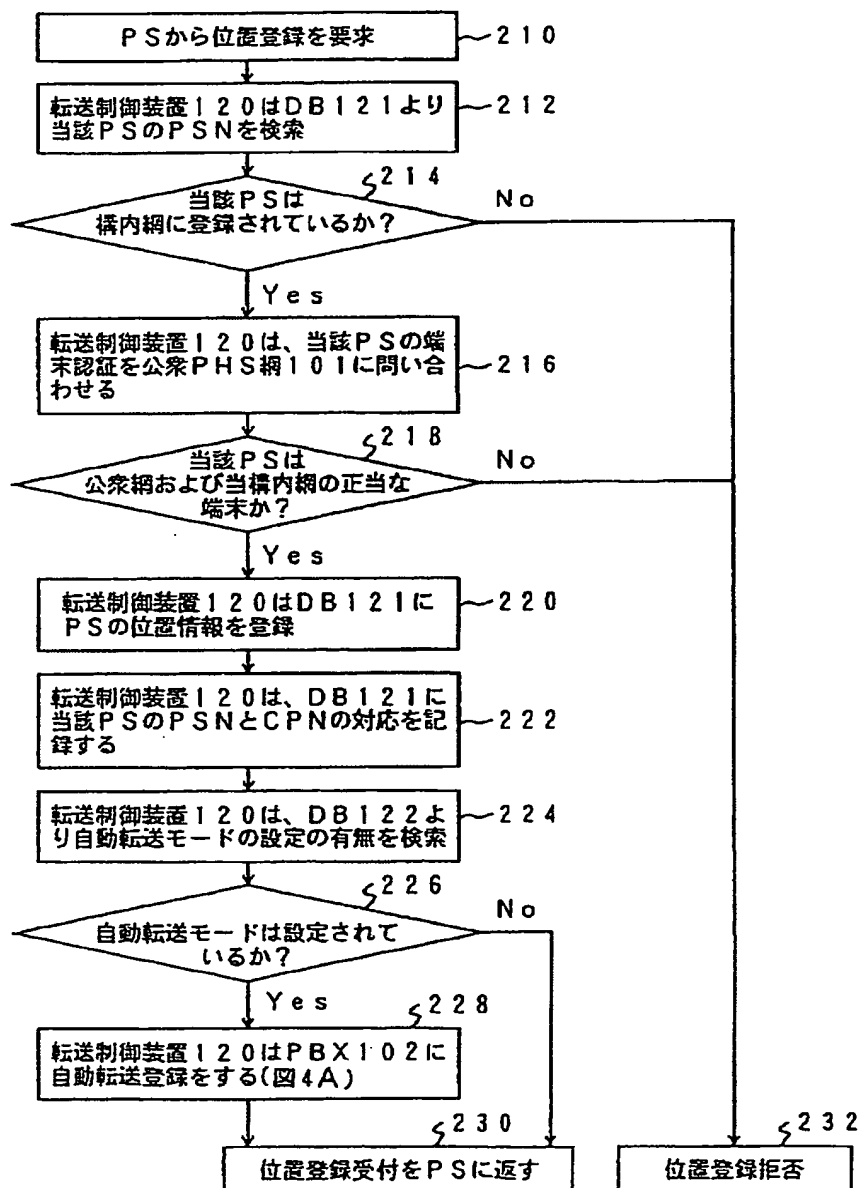 PSから位置登録を要求
210
転送制御装置120はDB121より
当該PSのPSNを検索
212
214
当該PSは
構内網に登録されているか?
No
Yes
転送制御装置120は、当該PSの端
末認証を公衆PHS網101に問い合
わせる
216
218
当該PSは
公衆網および当構内網の正当な
端末か?
No
Yes
転送制御装置120はDB121に
PSの位置情報を登録
220
転送制御装置120は、DB121に
当該PSのPSNとCPNの対応を記
録する
222
転送制御装置120は、DB122よ
り自動転送モードの設定の有無を検索
224
226
自動転送モードは設定されて
いるか?
No
Yes
228
転送制御装置120はPBX102に
自動転送登録をする(図4A)
230
位置登録受付をPSに返す
232
位置登録拒否